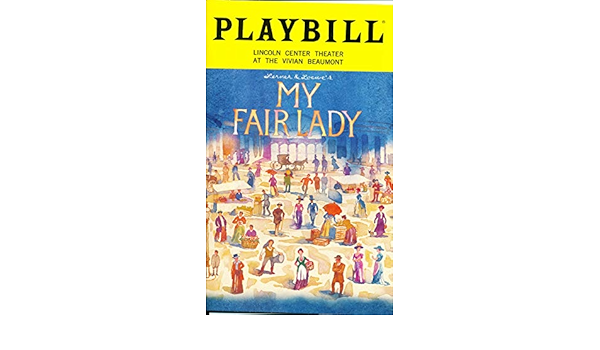 PLAYBILL®
LINCOLN CENTER THEATER
AT THE VIVIAN BEAUMONT
Lerner & Loewe's
MY
FAIR LADY